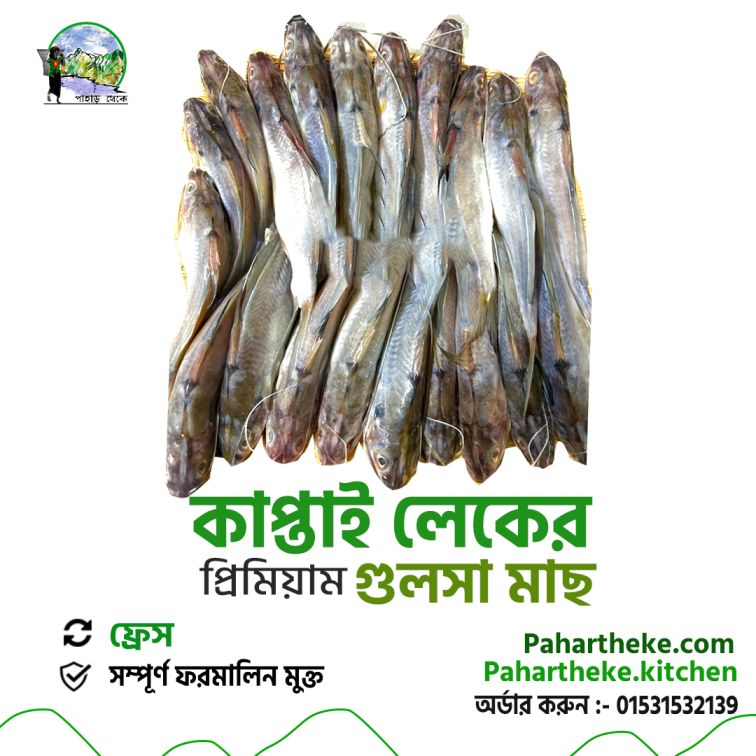 পাহাড় থেকে
কাপ্তাই লেকের
প্রিমিয়াম গুলসা মাছ
ফ্রেস
সম্পূর্ণ ফরমালিন মুক্ত
Pahartheke.com
Pahartheke.kitchen
অর্ডার করুন :- 01531532139